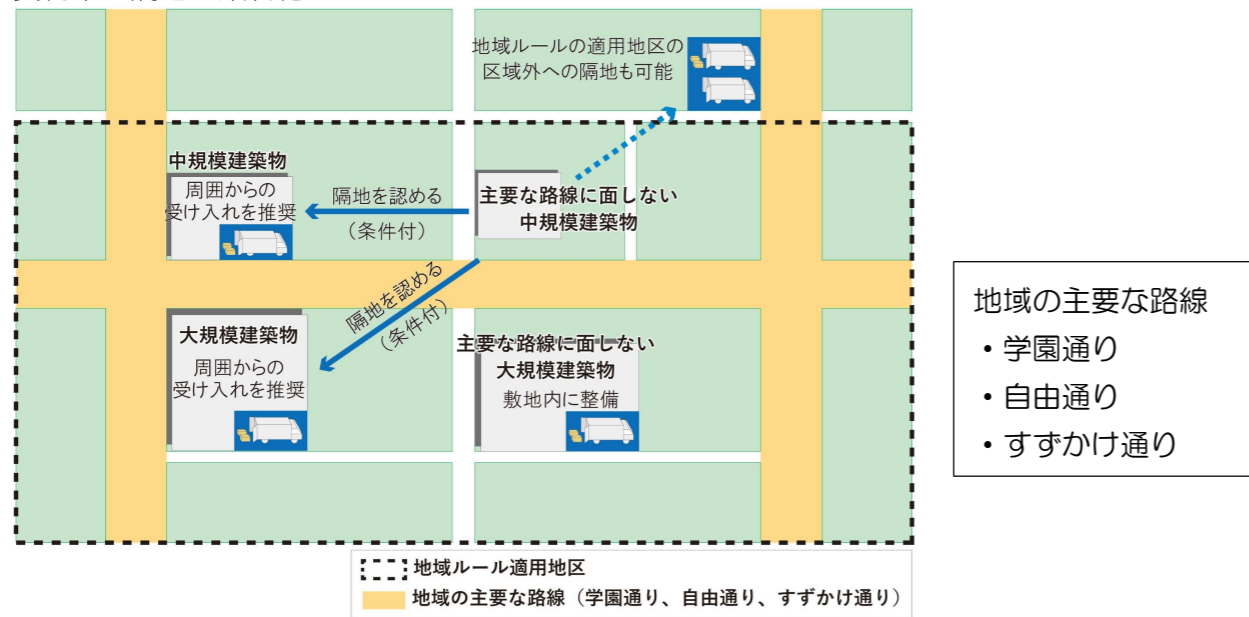 地域ルールの適用地区の
区域外への隔地も可能
中規模建築物
周囲からの
受け入れを推奨
隔地を認める
（条件付）
主要な路線に面しない
中規模建築物
隔地を認める
（条件付）
大規模建築物
周囲からの
受け入れを推奨
主要な路線に面しない
大規模建築物
敷地内に整備
地域の主要な路線
・学園通り
・自由通り
・すずかけ通り
地域ルール適用地区
地域の主要な路線（学園通り、自由通り、すずかけ通り）